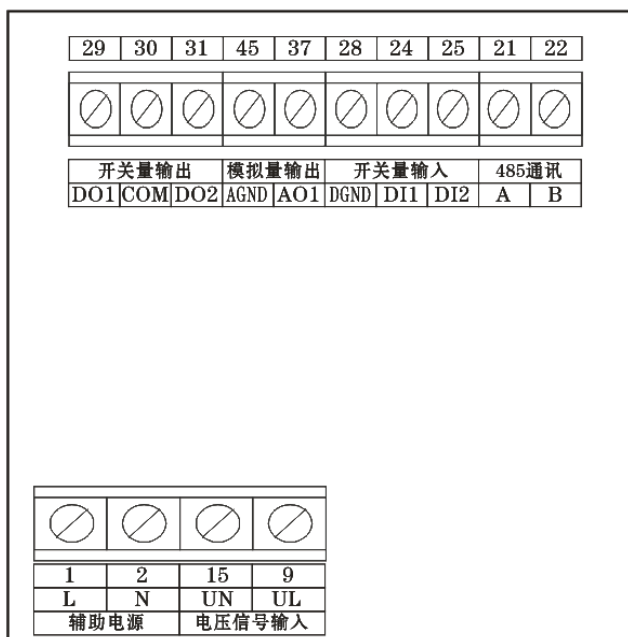 29 30 31 45 37 28 24 25 21 22
开关量输出 模拟量输出 开关量输入 485通讯
DO1 COM DO2 AGND AO1 DGND DI1 DI2 A B
1 2 15 9
L N UN UL
辅助电源 电压信号输入